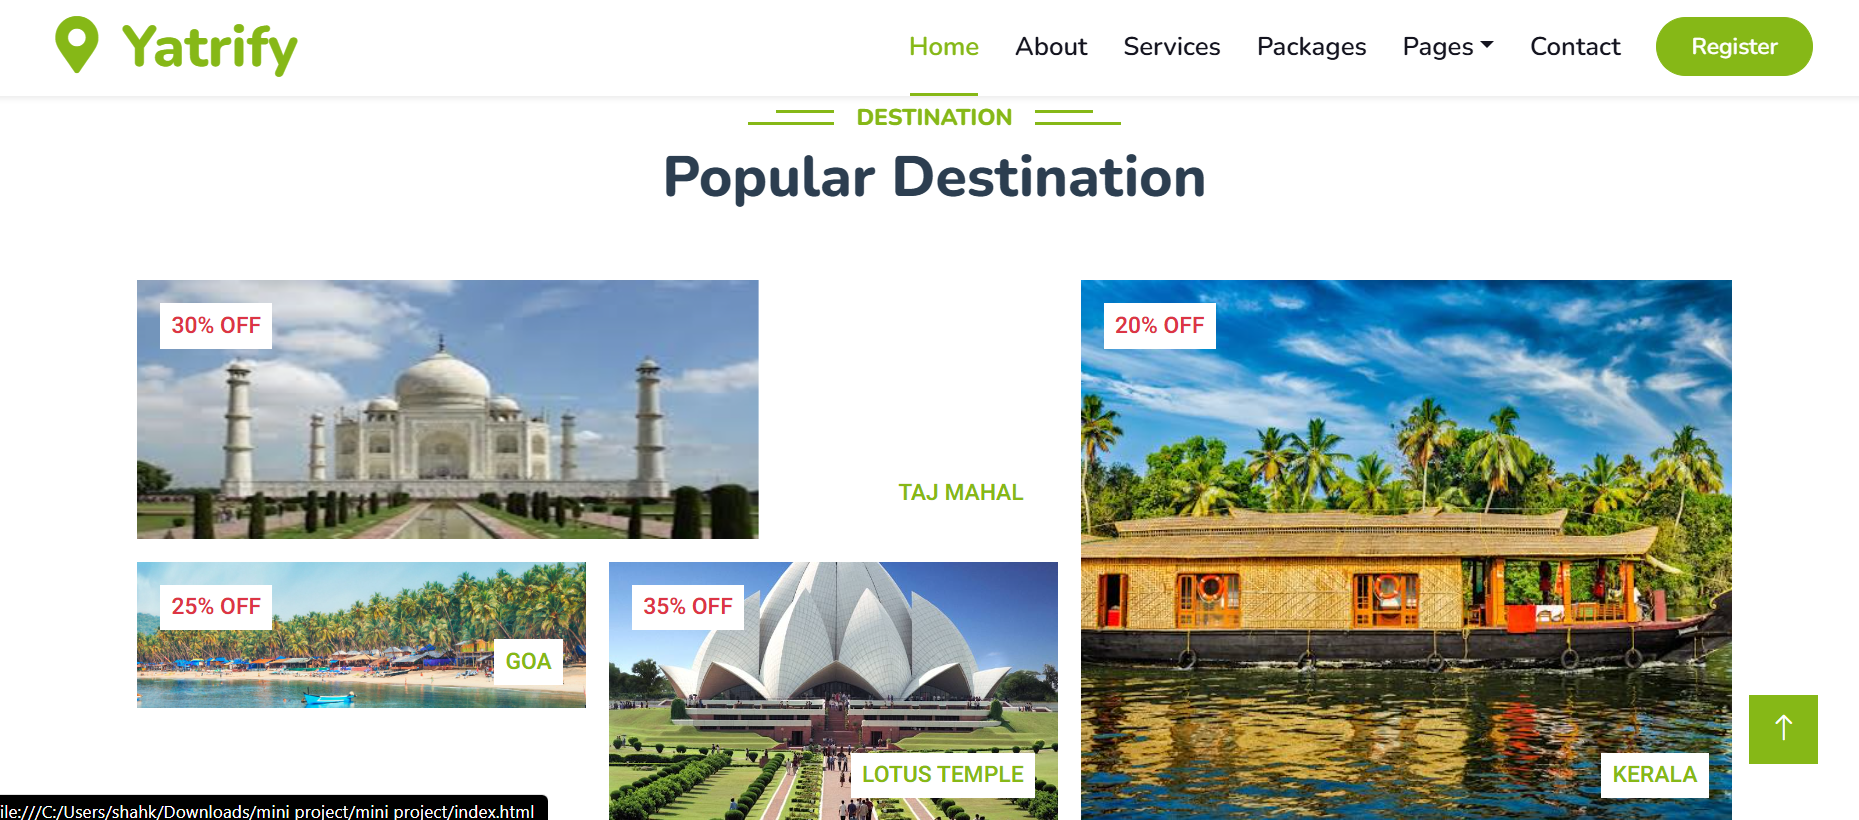 Yatrify
Home About Services Packages Pages Contact Register
DESTINATION
Popular Destination
30% OFF
TAJ MAHAL
20% OFF
25% OFF
GOA
35% OFF
LOTUS TEMPLE
KERALA
ile:///C:/Users/shahk/Downloads/mini project/mini project/index.html